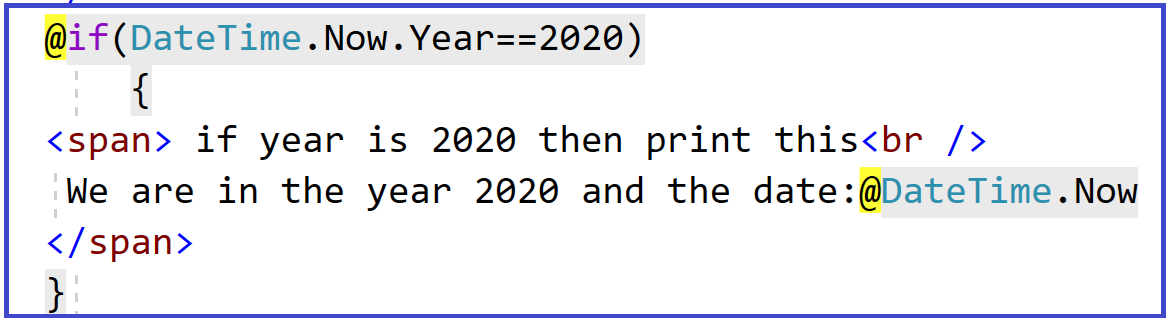 @if(DateTime.Now.Year==2020)
{
<span> if year is 2020 then print this<br />
We are in the year 2020 and the date:@DateTime.Now
</span>
}